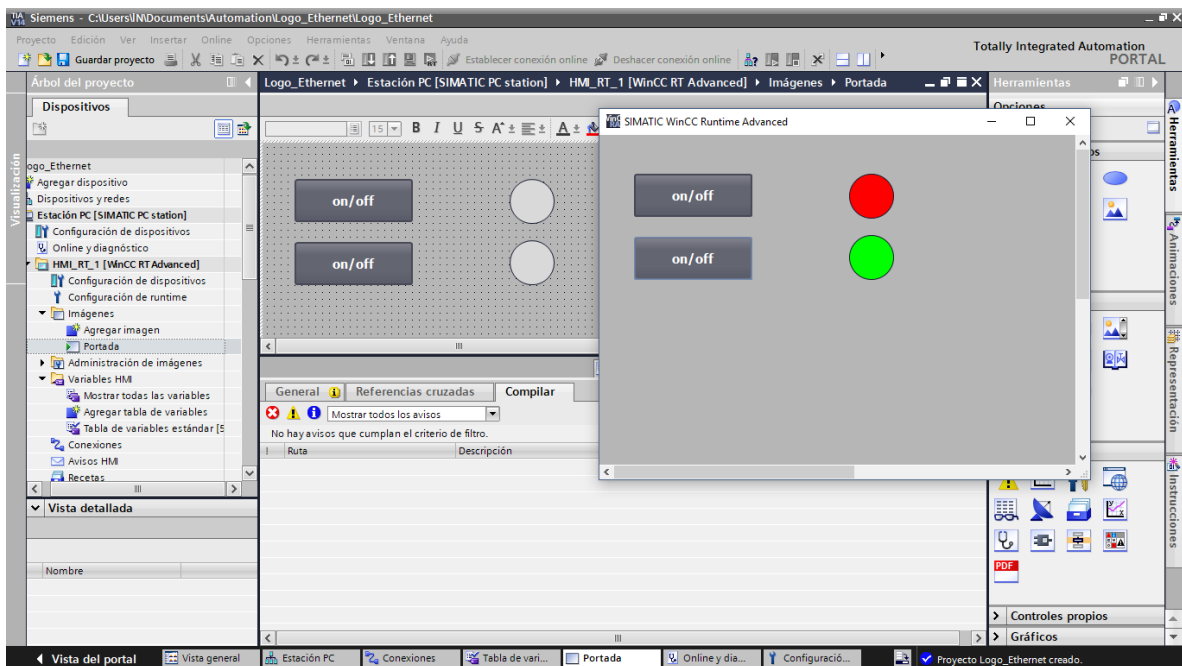 Siemens - C:\Users\IN\Documents\Automation\Logo_Ethernet\Logo_Ethernet
Proyecto Edición Ver Insertar Online Opciones Herramientas Ventana Ayuda
Totally Integrated Automation
PORTAL
Guardar proyecto
Establecer conexión online
Deshacer conexión online
Árbol del proyecto
Logo_Ethernet Estación PC [SIMATIC PC station] HMI_RT_1 [WinCC RT Advanced] Imágenes Portada
Herramientas
Dispositivos
Opciones
15 B I U S A A
SIMATIC WinCC Runtime Advanced
Visualización
ogo_Ethernet
Agregar dispositivo
Dispositivos y redes
Estación PC [SIMATIC PC station]
Configuración de dispositivos
Online y diagnóstico
HMI_RT_1 [WinCC RT Advanced]
Configuración de dispositivos
Configuración de runtime
Imágenes
Agregar imagen
Portada
Administración de imágenes
Variables HMI
Mostrar todas las variables
Agregar tabla de variables
Tabla de variables estándar [5
Conexiones
Avisos HMI
Recetas
on/off
on/off
on/off
on/off
Herramientas
Animaciones
Representación
Instrucciones
General Referencias cruzadas Compilar
Mostrar todos los avisos
No hay avisos que cumplan el criterio de filtro.
! Ruta Descripción
Vista detallada
Nombre
PDF
Controles propios
Gráficos
Vista del portal Vista general Estación PC Conexiones Tabla de vari... Portada Online y dia... Configuració... Proyecto Logo_Ethernet creado.